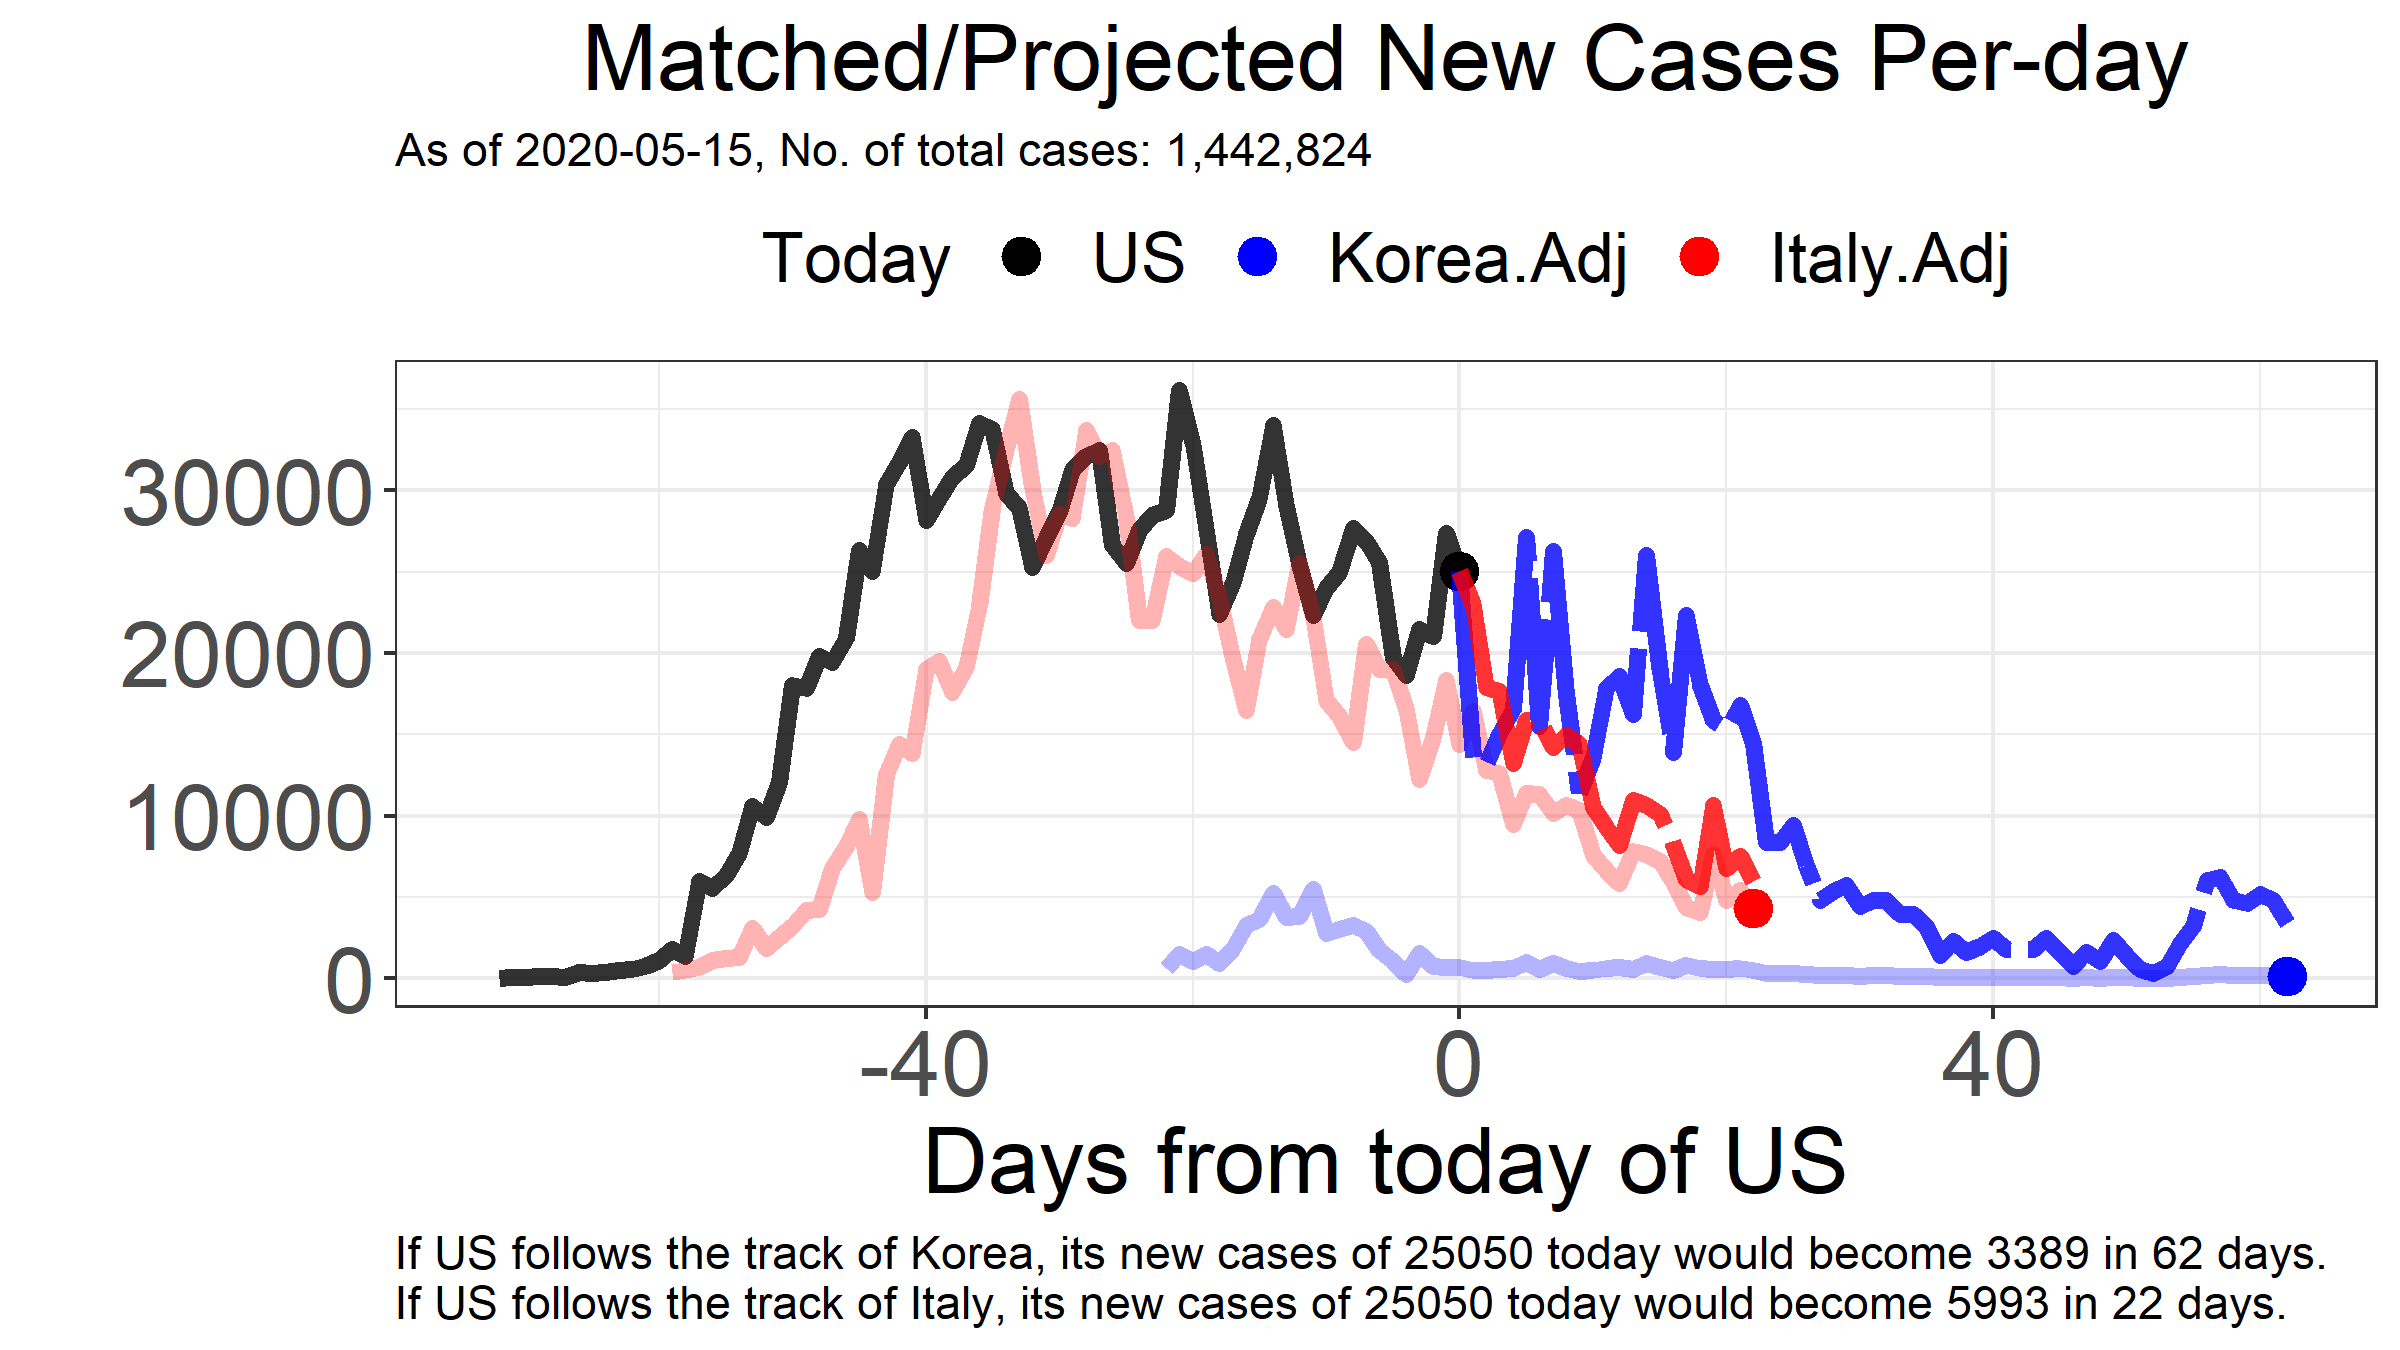 Matched/Projected New Cases Per-day
As of 2020-05-15, No. of total cases: 1,442,824
Today US Korea.Adj Italy.Adj
30000
20000
10000
0
-40 0 40
Days from today of US
If US follows the track of Korea, its new cases of 25050 today would become 3389 in 62 days.
If US follows the track of Italy, its new cases of 25050 today would become 5993 in 22 days.